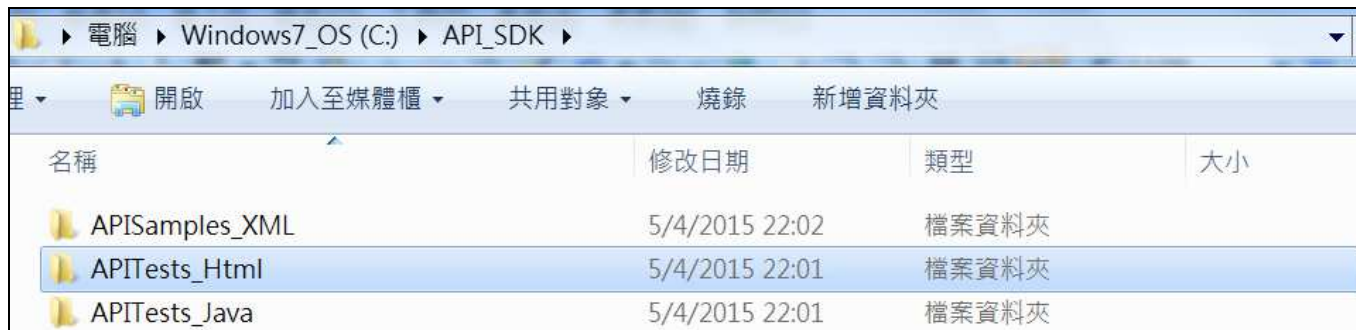 電腦 ▸ Windows7_OS (C:) ▸ API_SDK ▸
理 開啟 加入至媒體櫃 共用對象 燒錄 新增資料夾
名稱 修改日期 類型 大小
APISamples_XML 5/4/2015 22:02 檔案資料夾
APITests_Html 5/4/2015 22:01 檔案資料夾
APITests_Java 5/4/2015 22:01 檔案資料夾